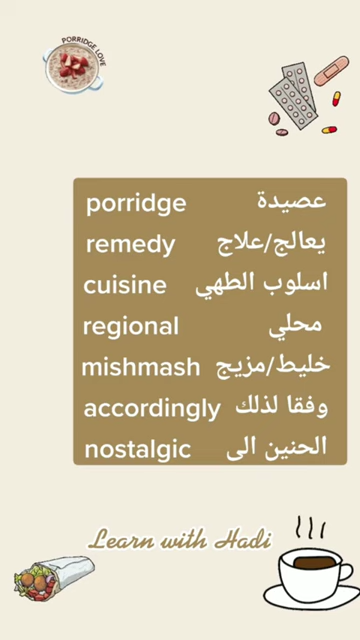 PORRIDGE LOVE
porridge عصيدة
remedy يعالج/علاج
cuisine اسلوب الطهي
regional محلي
mishmash خليط/مزيج
accordingly وفقا لذلك
nostalgic الحنين الى
Learn with Hadi